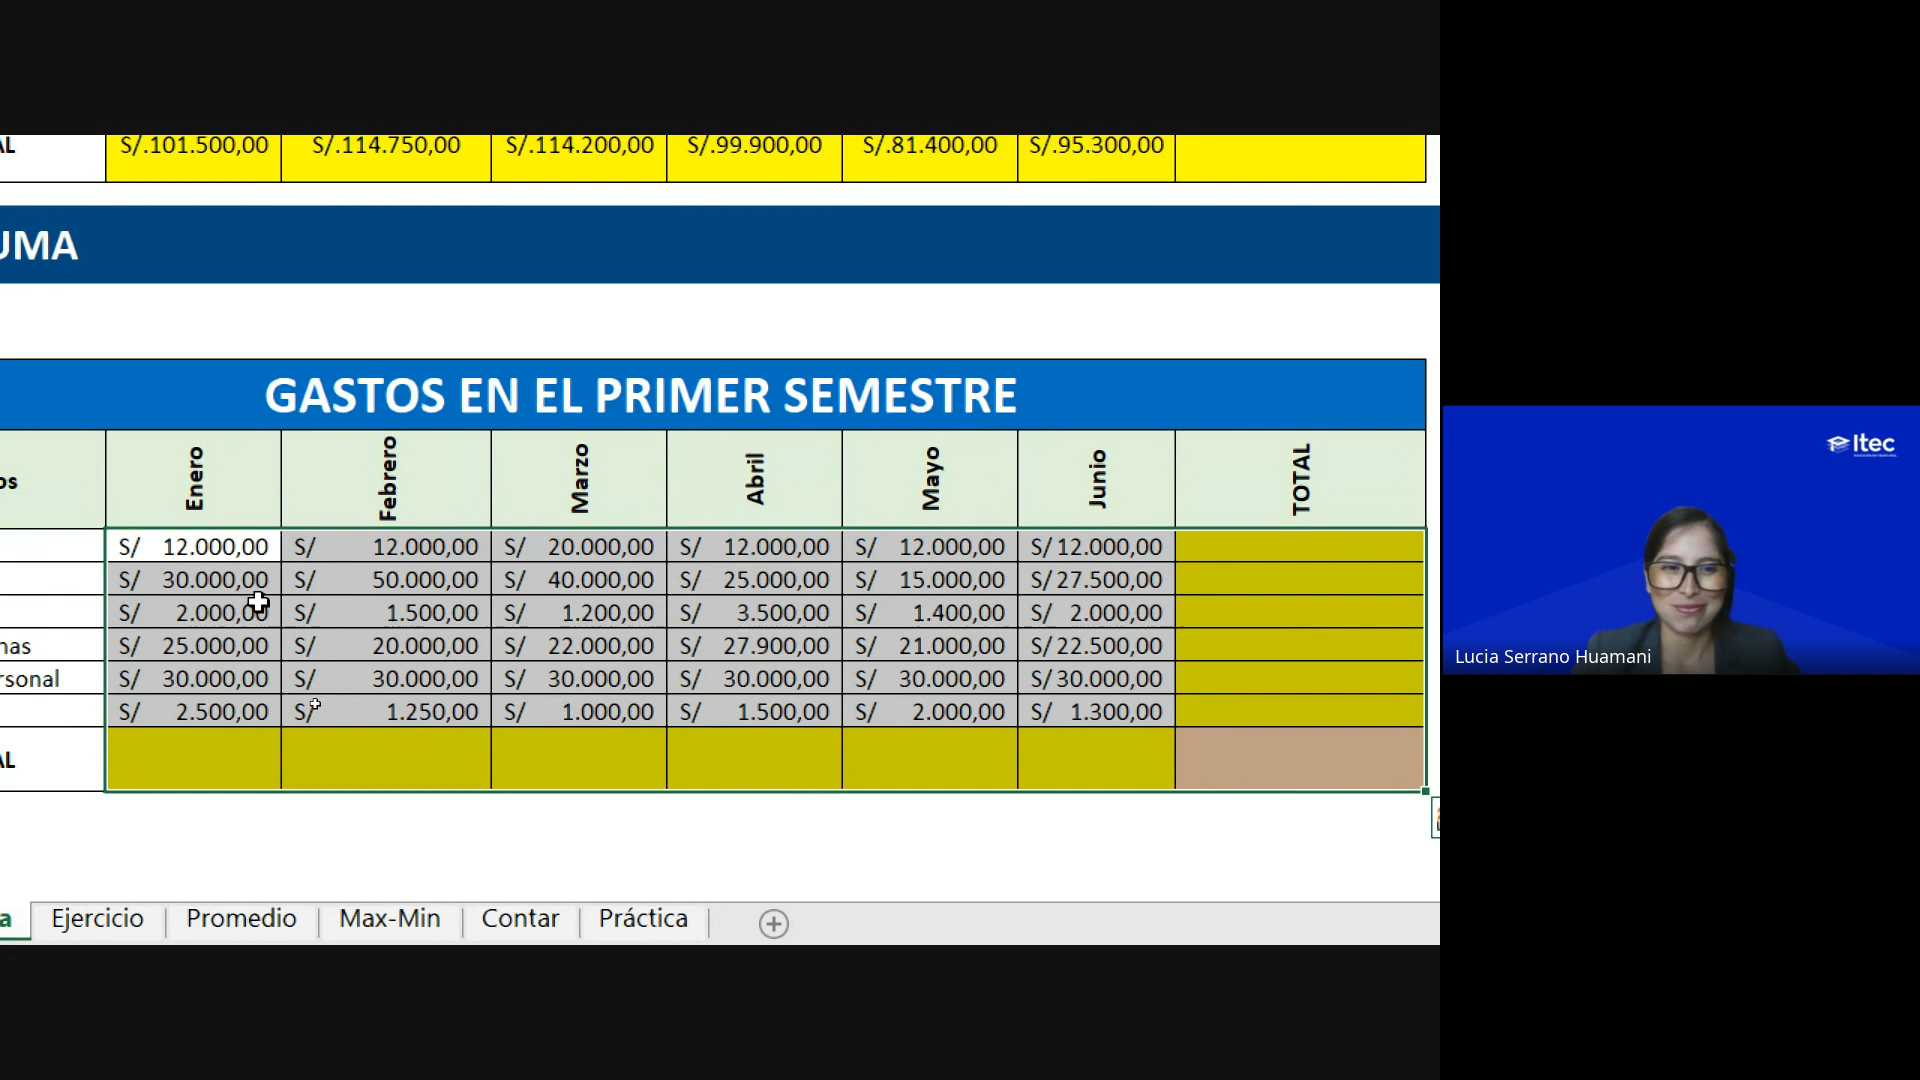 AL S/.101.500,00 S/.114.750,00 S/.114.200,00 S/.99.900,00 S/.81.400,00 S/.95.300,00
UMA
GASTOS EN EL PRIMER SEMESTRE
os Enero Febrero Marzo Abril Mayo Junio TOTAL
S/ 12.000,00 S/ 12.000,00 S/ 20.000,00 S/ 12.000,00 S/ 12.000,00 S/ 12.000,00
S/ 30.000,00 S/ 50.000,00 S/ 40.000,00 S/ 25.000,00 S/ 15.000,00 S/ 27.500,00
S/ 2.000,00 S/ 1.500,00 S/ 1.200,00 S/ 3.500,00 S/ 1.400,00 S/ 2.000,00
nas S/ 25.000,00 S/ 20.000,00 S/ 22.000,00 S/ 27.900,00 S/ 21.000,00 S/ 22.500,00
rsonal S/ 30.000,00 S/ 30.000,00 S/ 30.000,00 S/ 30.000,00 S/ 30.000,00 S/ 30.000,00
S/ 2.500,00 S/ 1.250,00 S/ 1.000,00 S/ 1.500,00 S/ 2.000,00 S/ 1.300,00
AL
a Ejercicio Promedio Max-Min Contar Práctica
Itec
Lucia Serrano Huamani